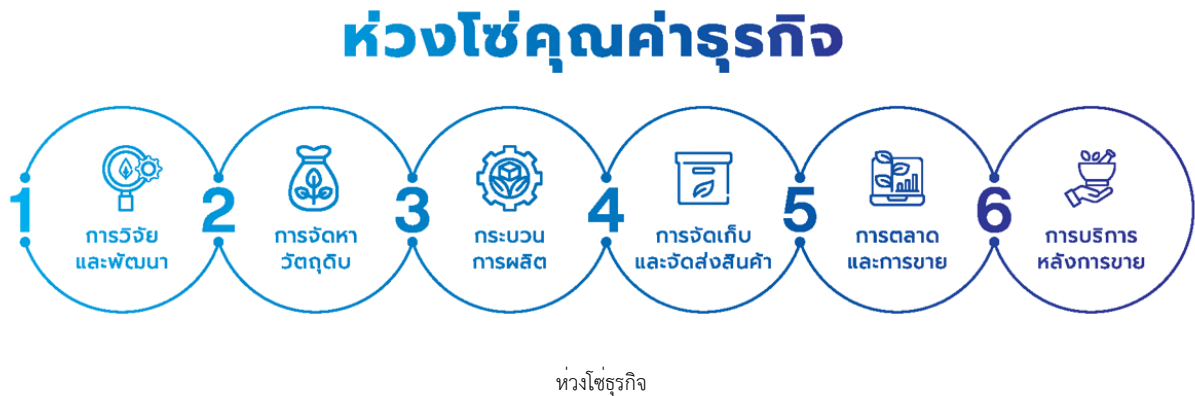 ห่วงโซ่คุณค่าธุรกิจ
1
การวิจัย
และพัฒนา
2
การจัดหา
วัตถุดิบ
3
กระบวน
การผลิต
4
การจัดเก็บ
และจัดส่งสินค้า
5
การตลาด
และการขาย
6
การบริการ
หลังการขาย
ห่วงโซ่ธุรกิจ